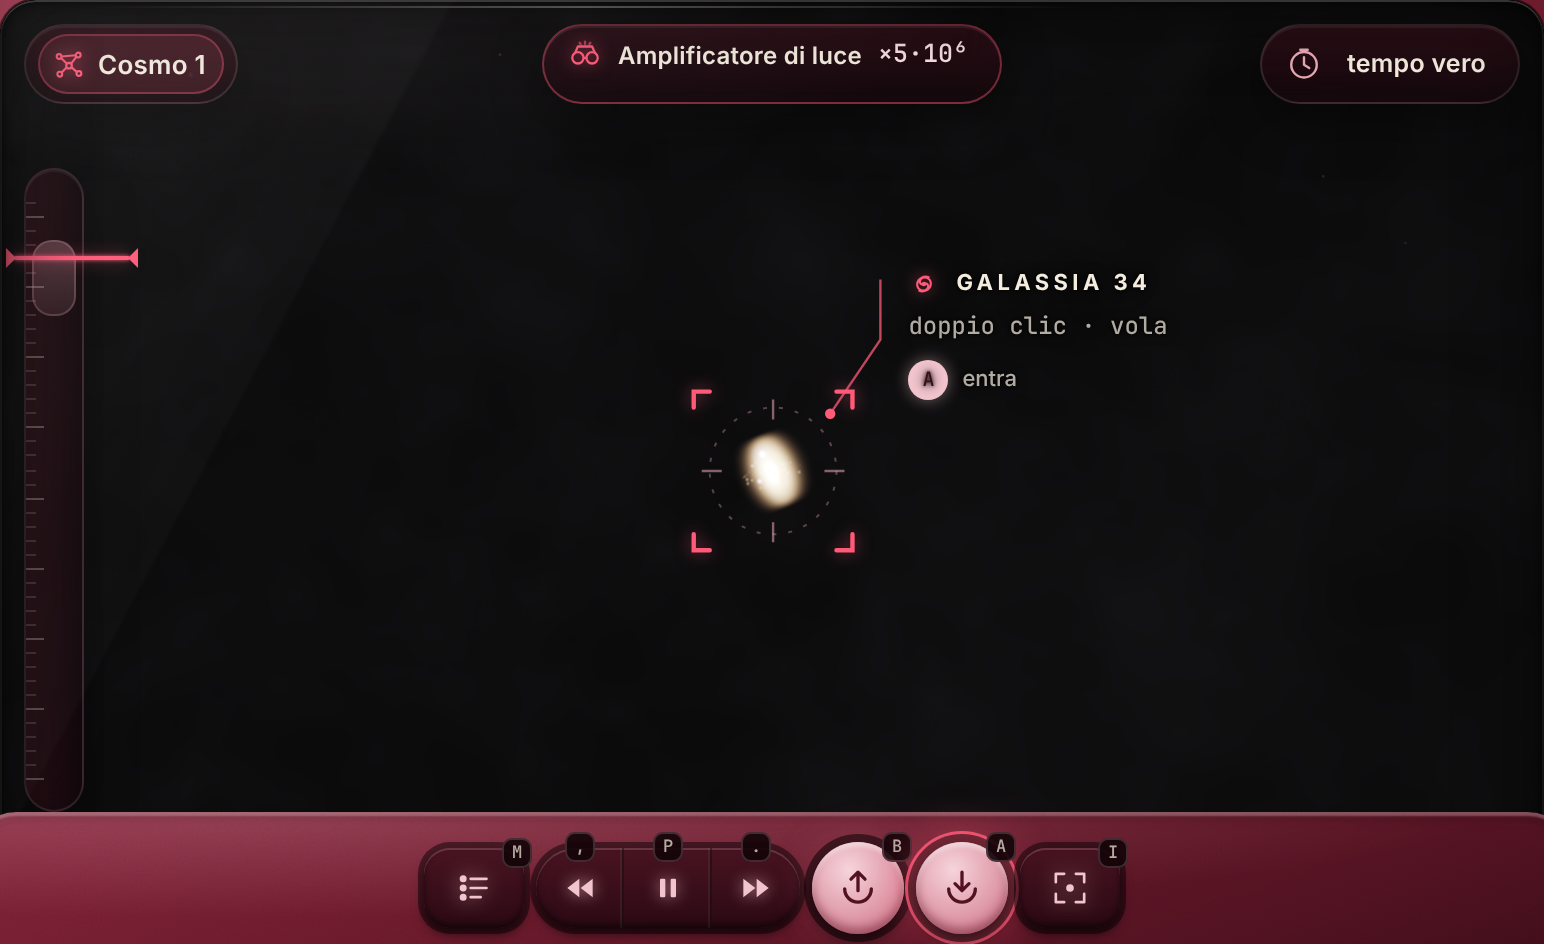 Cosmo 1
Amplificatore di luce ×5·10⁶
tempo vero
GALASSIA 34
doppio clic · vola
A entra
M
,
P
.
B
A
I